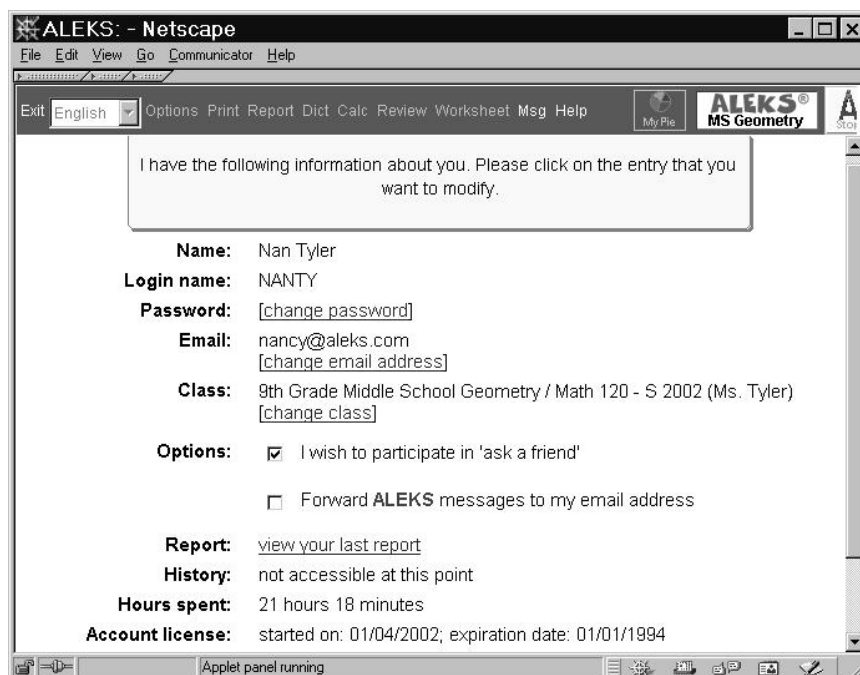 ALEKS: - Netscape
File Edit View Go Communicator Help
Exit English Options Print Report Dict Calc Review Worksheet Msg Help My Pie ALEKS® MS Geometry A
I have the following information about you. Please click on the entry that you
want to modify.
Name: Nan Tyler
Login name: NANTY
Password: [change password]
Email: nancy@aleks.com
[change email address]
Class: 9th Grade Middle School Geometry / Math 120 - S 2002 (Ms. Tyler)
[change class]
Options: I wish to participate in 'ask a friend'
Forward ALEKS messages to my email address
Report: view your last report
History: not accessible at this point
Hours spent: 21 hours 18 minutes
Account license: started on: 01/04/2002; expiration date: 01/01/1994
Applet panel running